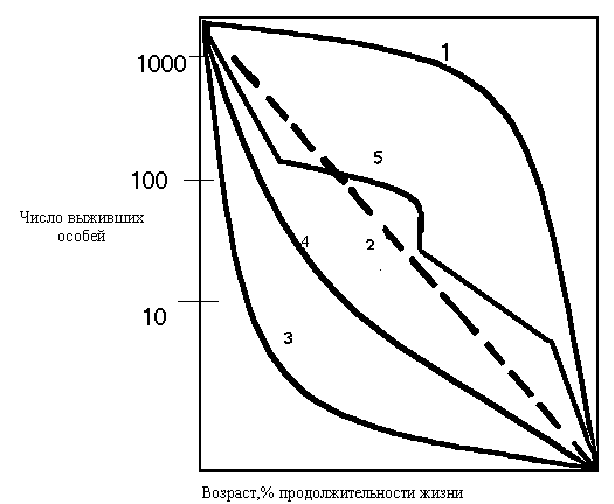 1
1000
5
100
Число выживших
особей
4
2
10
3
Возраст,% продолжительности жизни